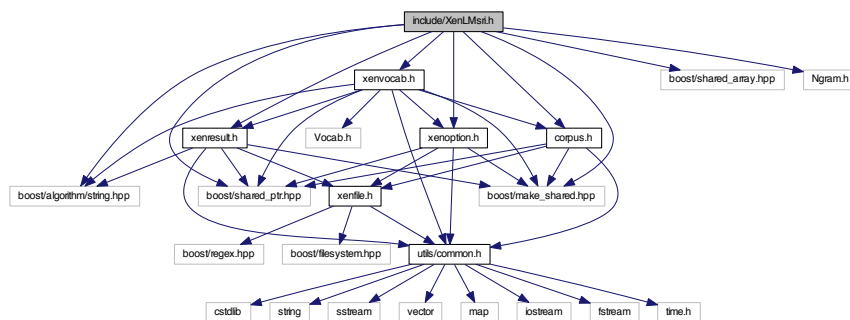 include/XenLMsri.h
xenvocab.h
boost/shared_array.hpp
Ngram.h
xenresult.h
Vocab.h
xenoption.h
corpus.h
boost/algorithm/string.hpp
boost/shared_ptr.hpp
xenfile.h
boost/make_shared.hpp
boost/regex.hpp
boost/filesystem.hpp
utils/common.h
cstdlib
string
sstream
vector
map
iostream
fstream
time.h